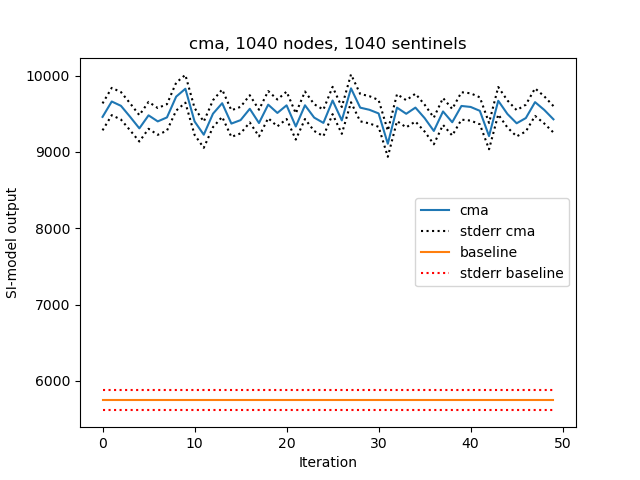 cma, 1040 nodes, 1040 sentinels
SI-model output
10000
9000
8000
7000
6000
cma
stderr cma
baseline
stderr baseline
0 10 20 30 40 50
Iteration